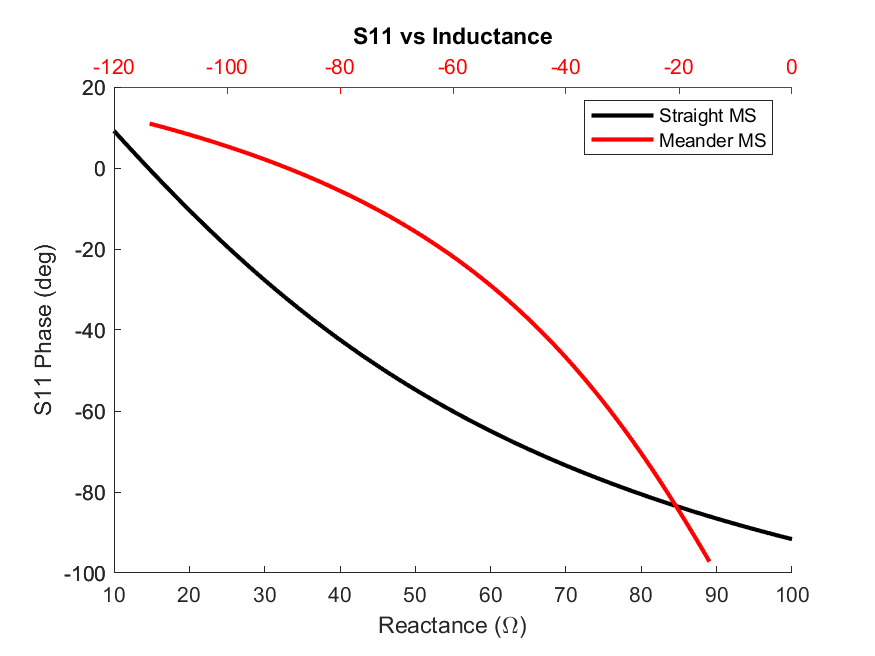 S11 vs Inductance
-120 -100 -80 -60 -40 -20 0
20
0
-20
-40
-60
-80
-100
S11 Phase (deg)
Straight MS
Meander MS
10 20 30 40 50 60 70 80 90 100
Reactance (Ω)